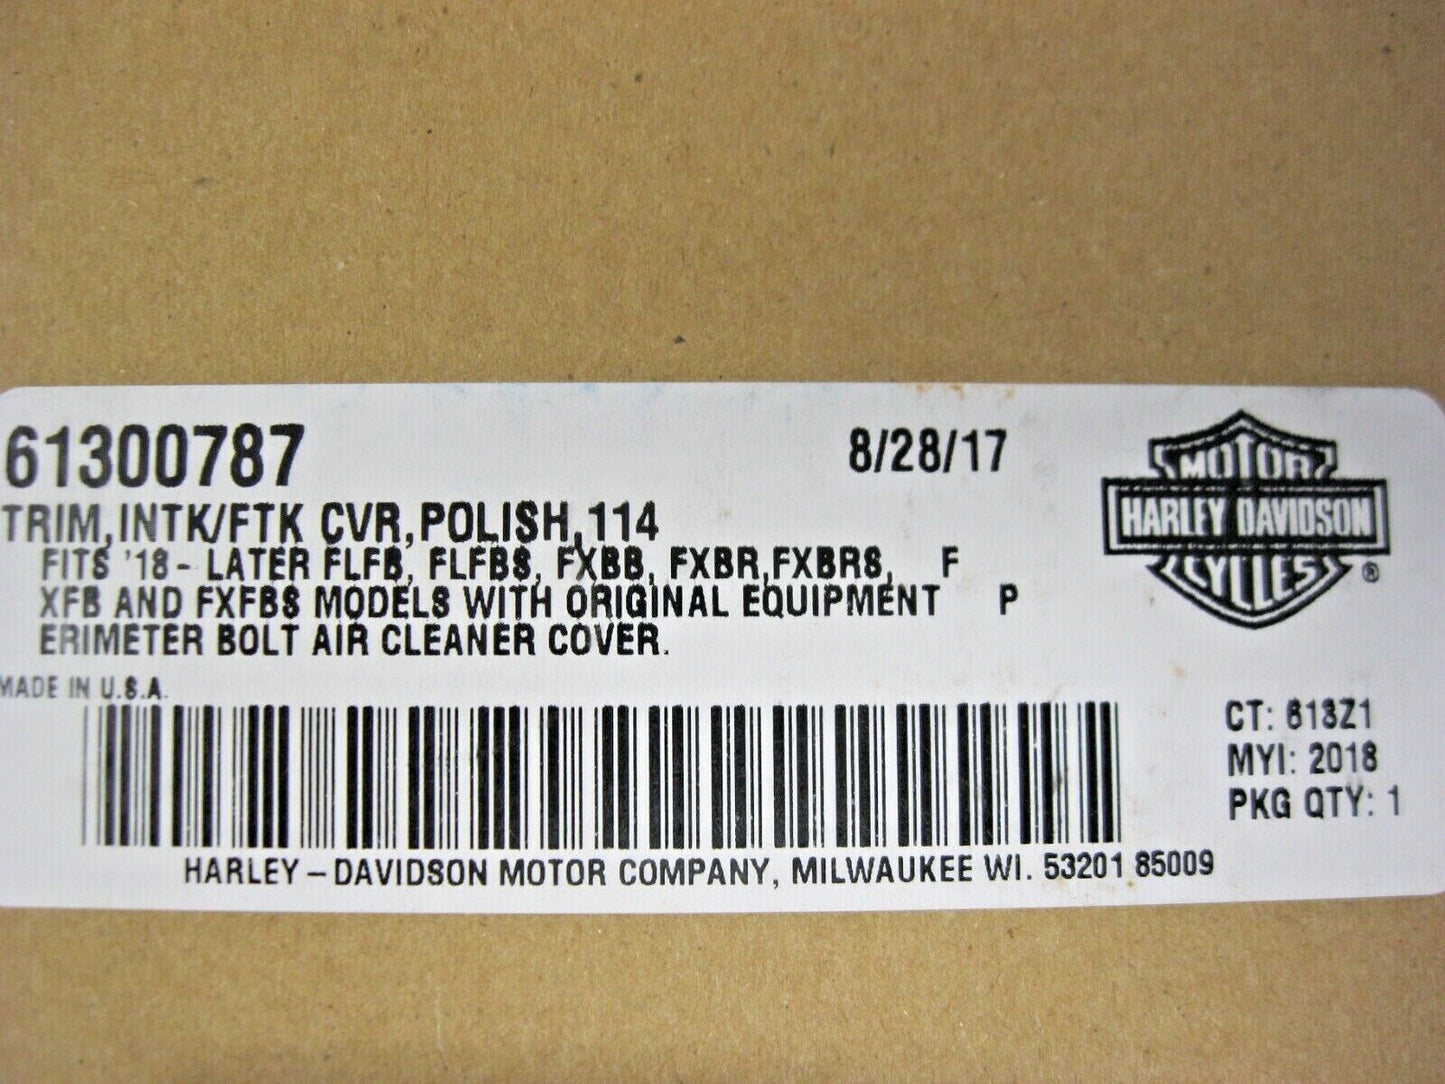 61300787
8/28/17
TRIM,INTK/FTK CVR,POLISH,114
FITS '18- LATER FLFB, FLFBS, FXBB, FXBR,FXBRS, F
XFB AND FXFBS MODELS WITH ORIGINAL EQUIPMENT P
ERIMETER BOLT AIR CLEANER COVER.
MADE IN U.S.A.
MOTOR
HARLEY DAVIDSON
CYCLES
®
CT: 613Z1
MYI: 2018
PKG QTY: 1
HARLEY-DAVIDSON MOTOR COMPANY, MILWAUKEE WI. 53201 85009